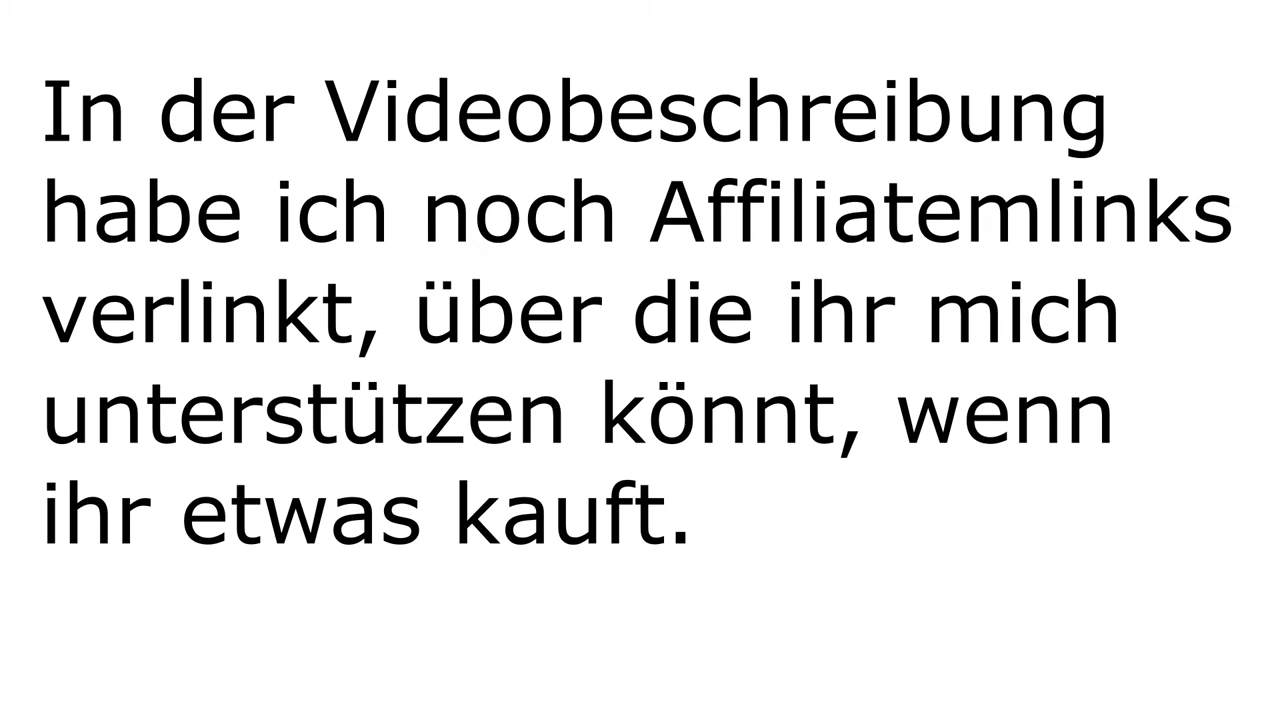 In der Videobeschreibung
habe ich noch Affiliatemlinks
verlinkt, über die ihr mich
unterstützen könnt, wenn
ihr etwas kauft.